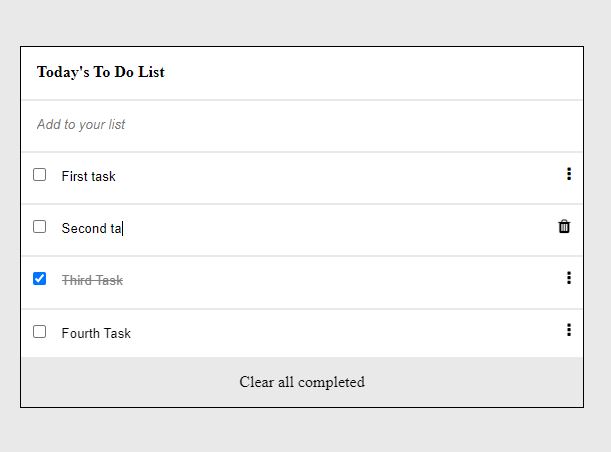 Today's To Do List
Add to your list
First task
Second ta
Third Task
Fourth Task
Clear all completed